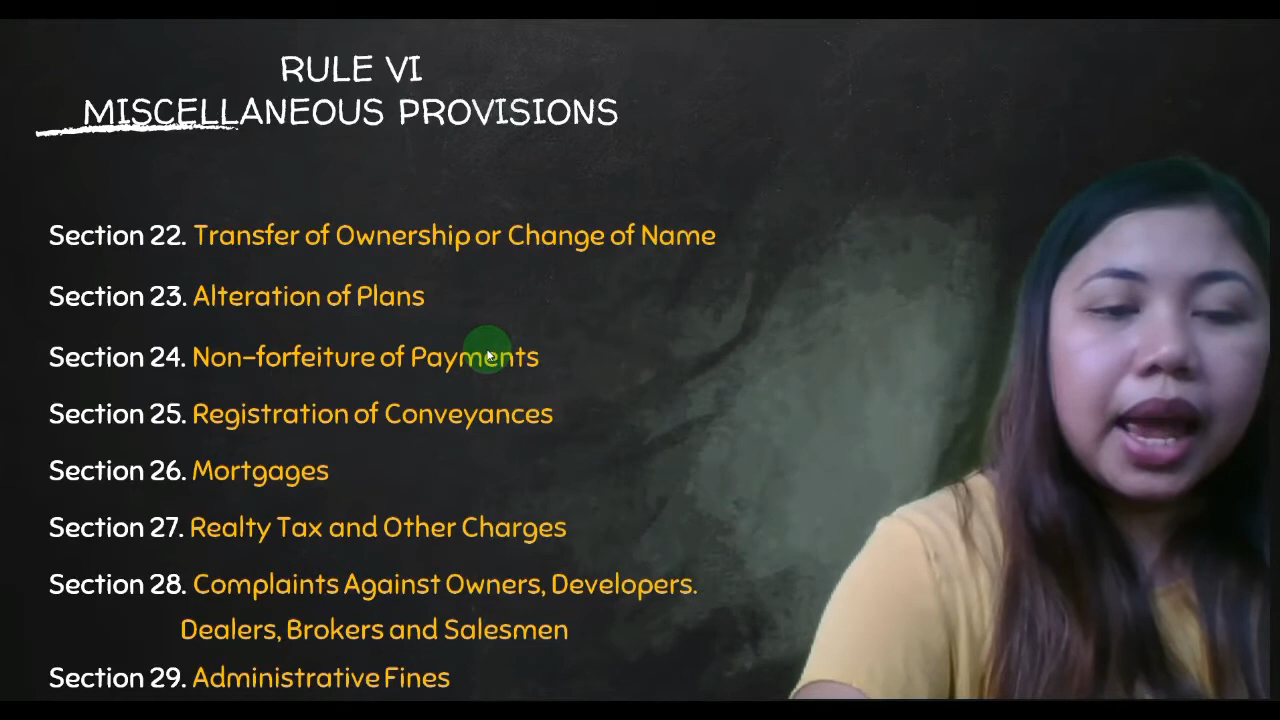 RULE VI
MISCELLANEOUS PROVISIONS
Section 22. Transfer of Ownership or Change of Name
Section 23. Alteration of Plans
Section 24. Non-forfeiture of Payments
Section 25. Registration of Conveyances
Section 26. Mortgages
Section 27. Realty Tax and Other Charges
Section 28. Complaints Against Owners, Developers.
Dealers, Brokers and Salesmen
Section 29. Administrative Fines